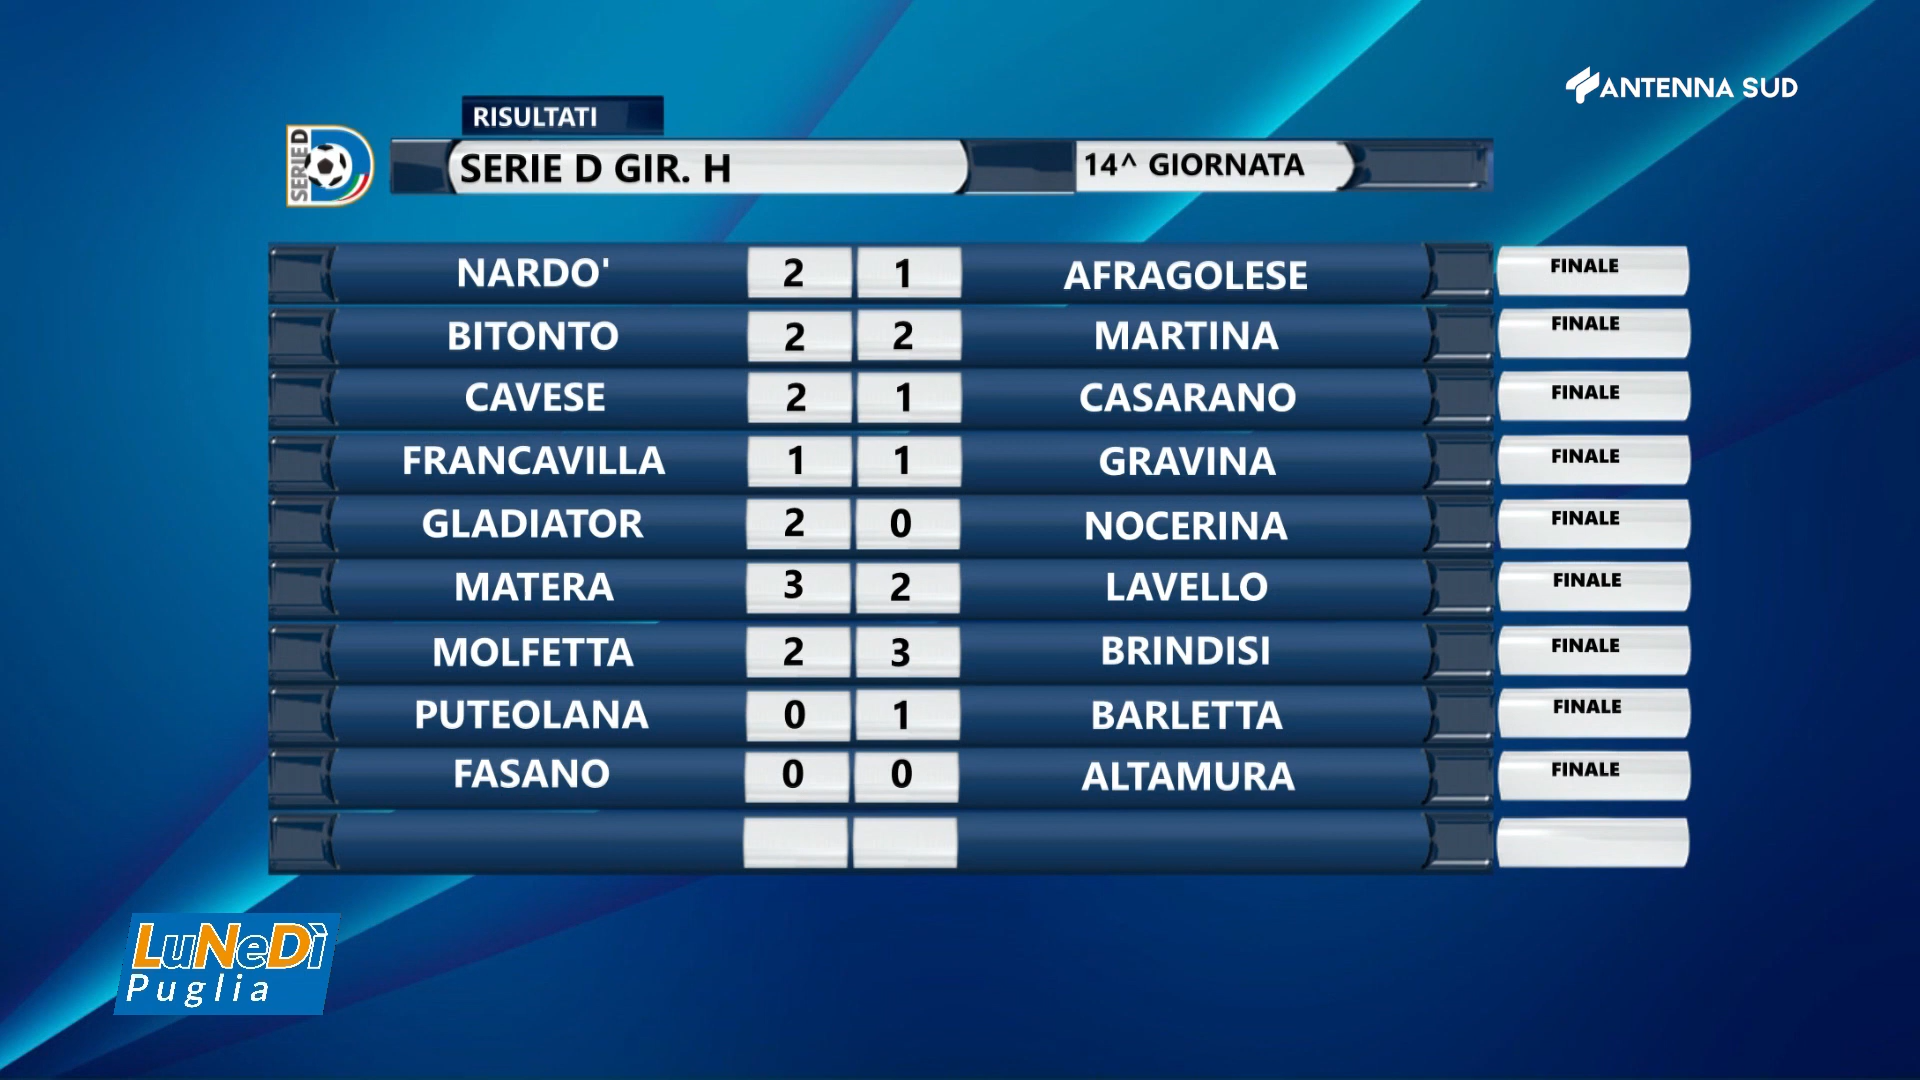 ANTENNA SUD
RISULTATI
SERIE D
SERIE D GIR. H
14^ GIORNATA
NARDO' 2 1 AFRAGOLESE FINALE
BITONTO 2 2 MARTINA FINALE
CAVESE 2 1 CASARANO FINALE
FRANCAVILLA 1 1 GRAVINA FINALE
GLADIATOR 2 0 NOCERINA FINALE
MATERA 3 2 LAVELLO FINALE
MOLFETTA 2 3 BRINDISI FINALE
PUTEOLANA 0 1 BARLETTA FINALE
FASANO 0 0 ALTAMURA FINALE
LuNeDì
Puglia